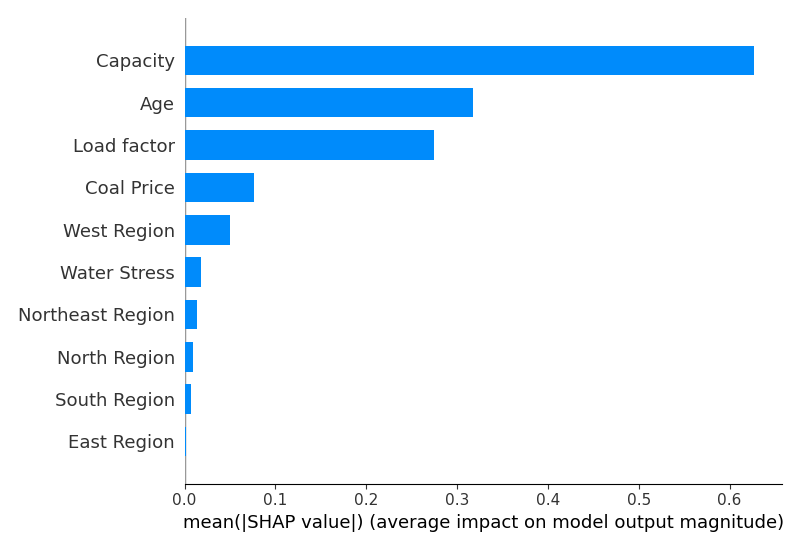 Capacity
Age
Load factor
Coal Price
West Region
Water Stress
Northeast Region
North Region
South Region
East Region
0.0 0.1 0.2 0.3 0.4 0.5 0.6
mean(|SHAP value|) (average impact on model output magnitude)